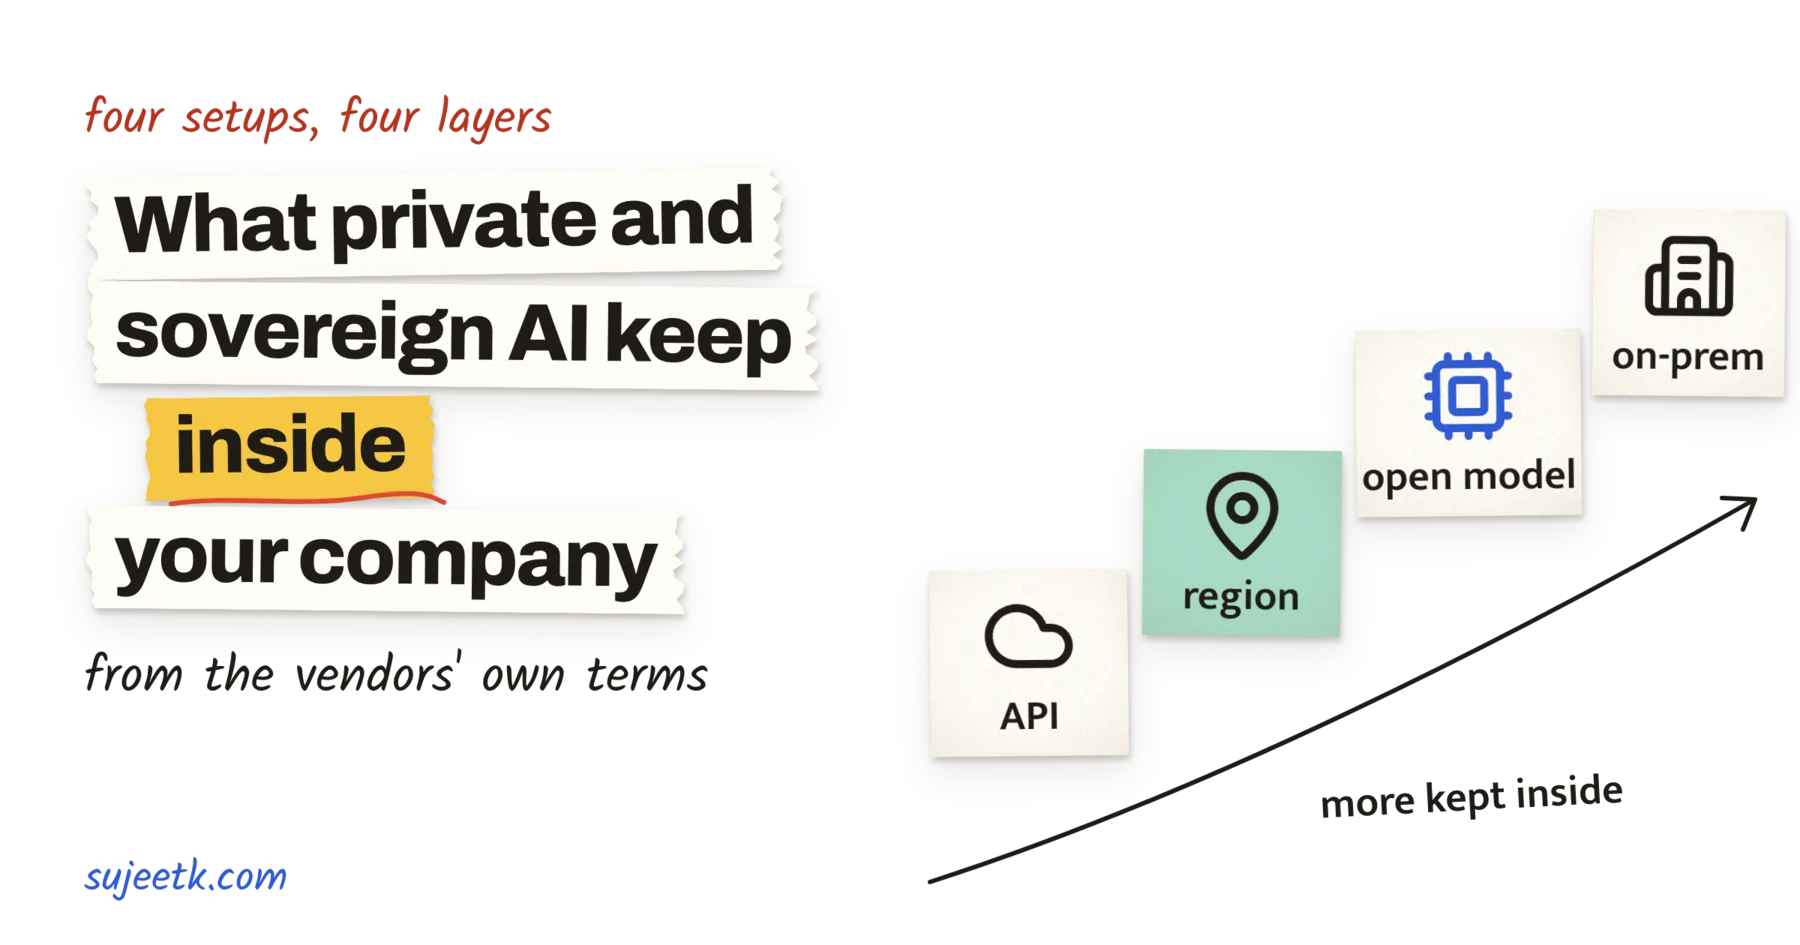 four setups, four layers
What private and
sovereign AI keep
inside
your company
from the vendors' own terms
sujeetk.com
API
region
open model
on-prem
more kept inside